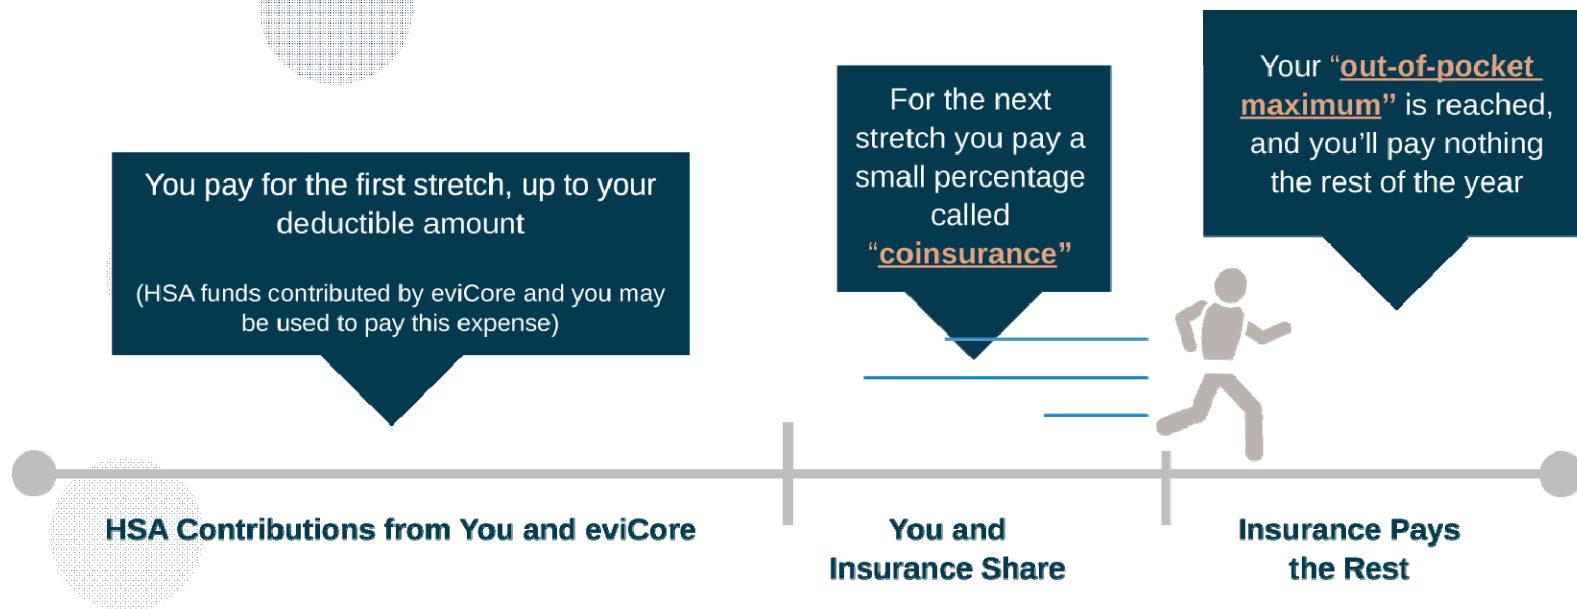 You pay for the first stretch, up to your
deductible amount
(HSA funds contributed by eviCore and you may
be used to pay this expense)
For the next
stretch you pay a
small percentage
called
“coinsurance”
Your “out-of-pocket
maximum” is reached,
and you’ll pay nothing
the rest of the year
HSA Contributions from You and eviCore
You and
Insurance Share
Insurance Pays
the Rest